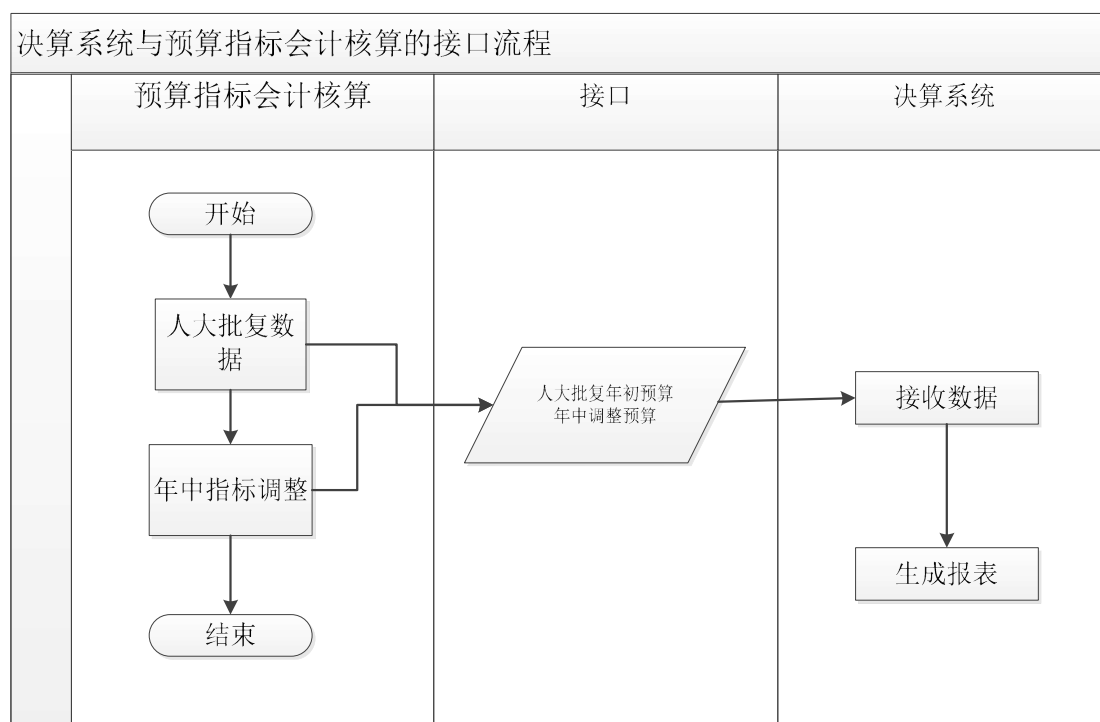 决算系统与预算指标会计核算的接口流程
预算指标会计核算
接口
决算系统
开始
人大批复数
据
年中指标调整
结束
人大批复年初预算
年中调整预算
接收数据
生成报表